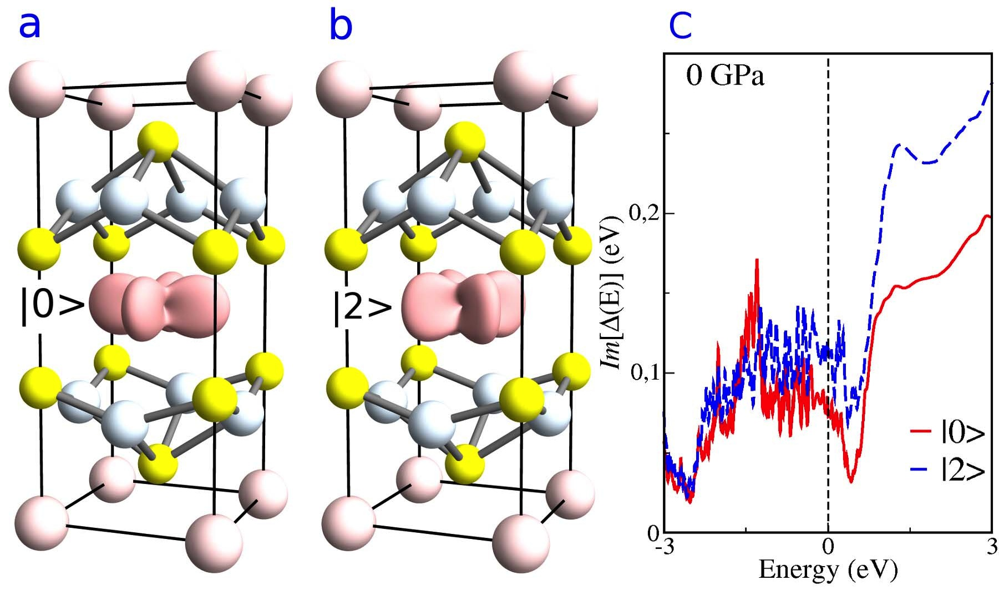 a
b
C
|0>
|2>
0 GPa
Im[Δ(E)] (eV)
0,2
0,1
0
-3
0
3
Energy (eV)
|0>
|2>